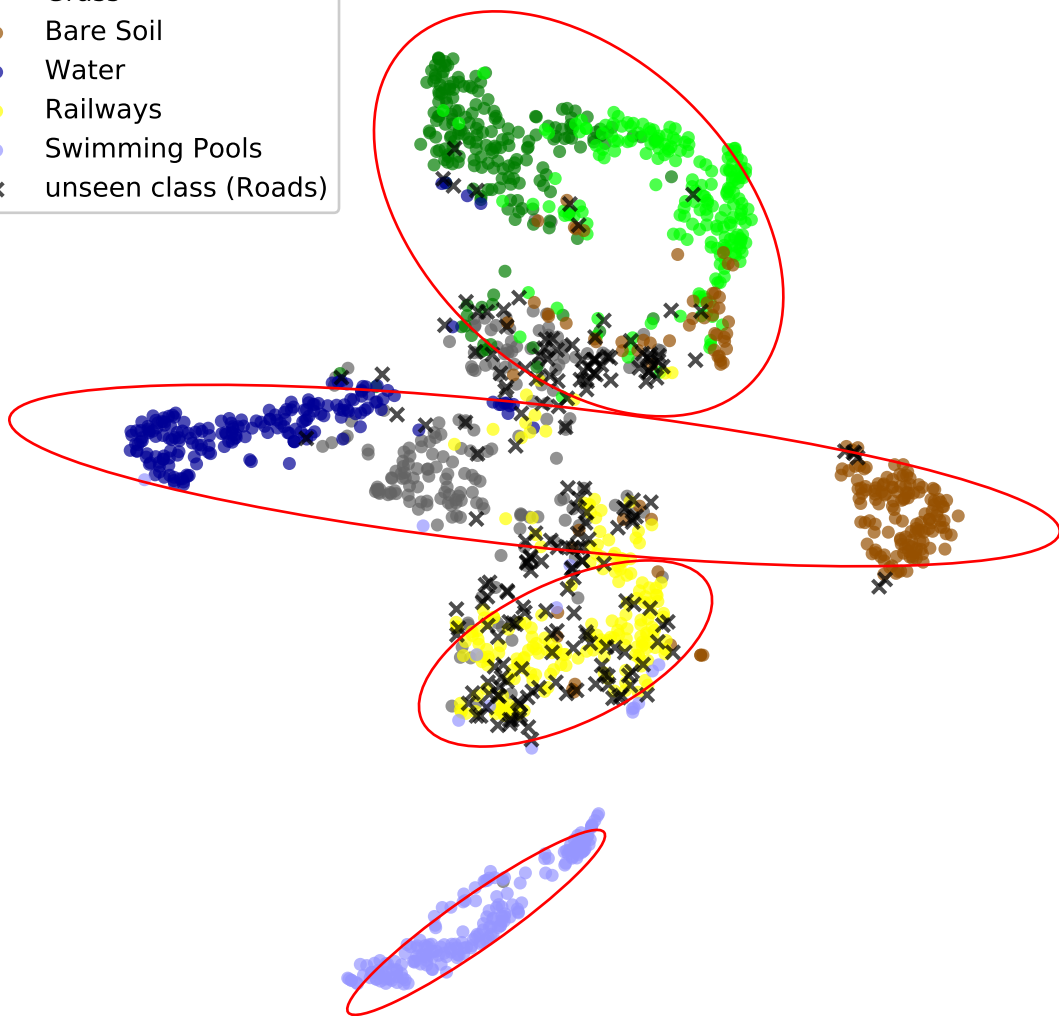 Bare Soil
Water
Railways
Swimming Pools
unseen class (Roads)